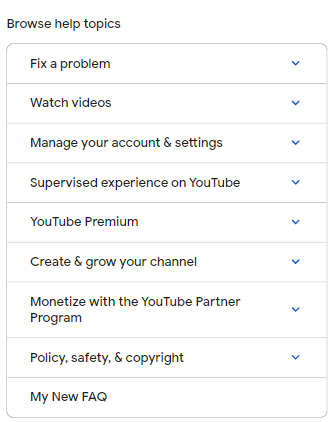 Browse help topics
Fix a problem
Watch videos
Manage your account & settings
Supervised experience on YouTube
YouTube Premium
Create & grow your channel
Monetize with the YouTube Partner
Program
Policy, safety, & copyright
My New FAQ